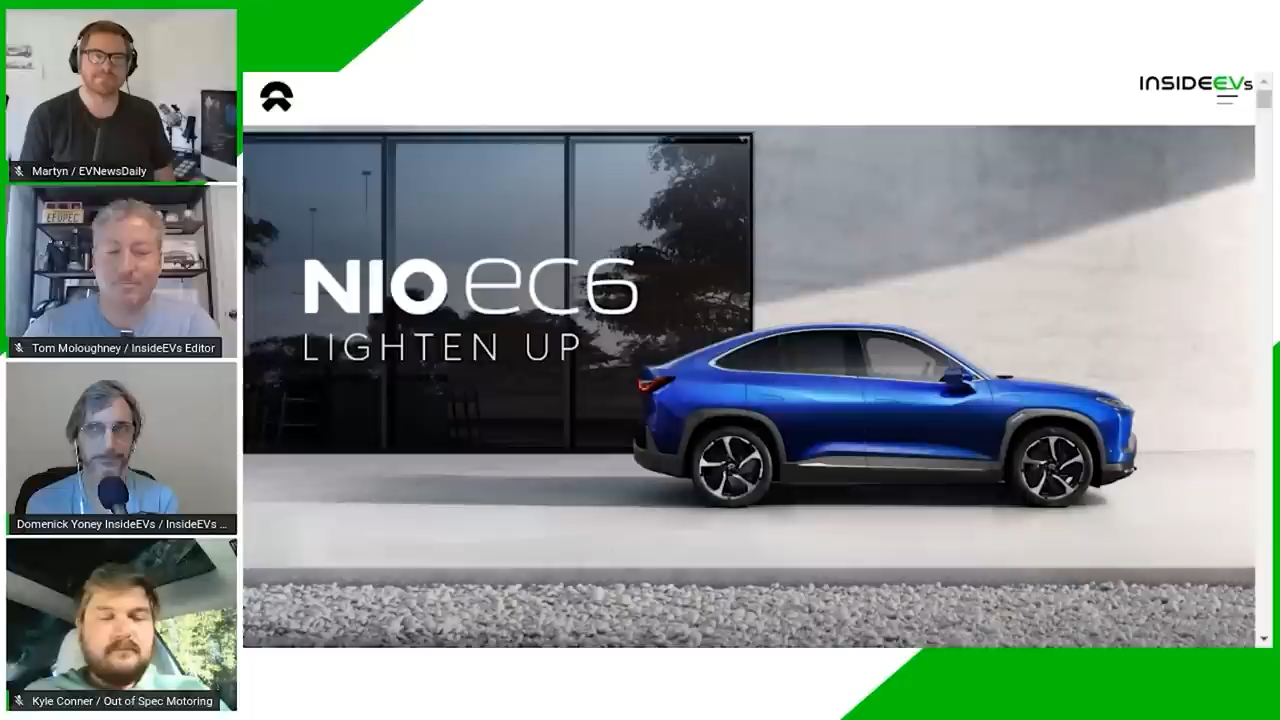 Martyn / EVNewsDaily
EFOPEC
Tom Moloughney / InsideEVs Editor
Domenick Yoney InsideEVs / InsideEVs ...
Kyle Conner / Out of Spec Motoring
INSIDEEVs
NIO eC6
LIGHTEN UP